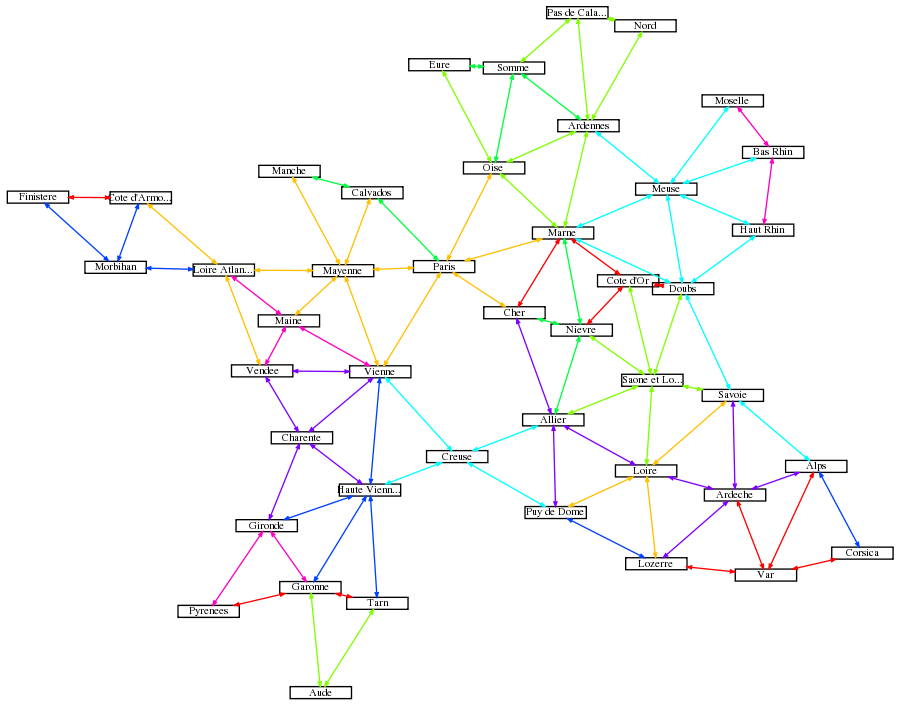 Pas de Cala...
Nord
Eure
Somme
Moselle
Ardennes
Bas Rhin
Oise
Manche
Meuse
Calvados
Finistere
Cote d'Armo...
Haut Rhin
Marne
Morbihan
Loire Atlan...
Mayenne
Paris
Cote d'Or
Doubs
Cher
Maine
Nievre
Vendee
Vienne
Saone et Lo...
Savoie
Allier
Charente
Creuse
Alps
Loire
Haute Vienn...
Ardeche
Puy de Dome
Gironde
Corsica
Lozerre
Var
Garonne
Tarn
Pyrenees
Aude